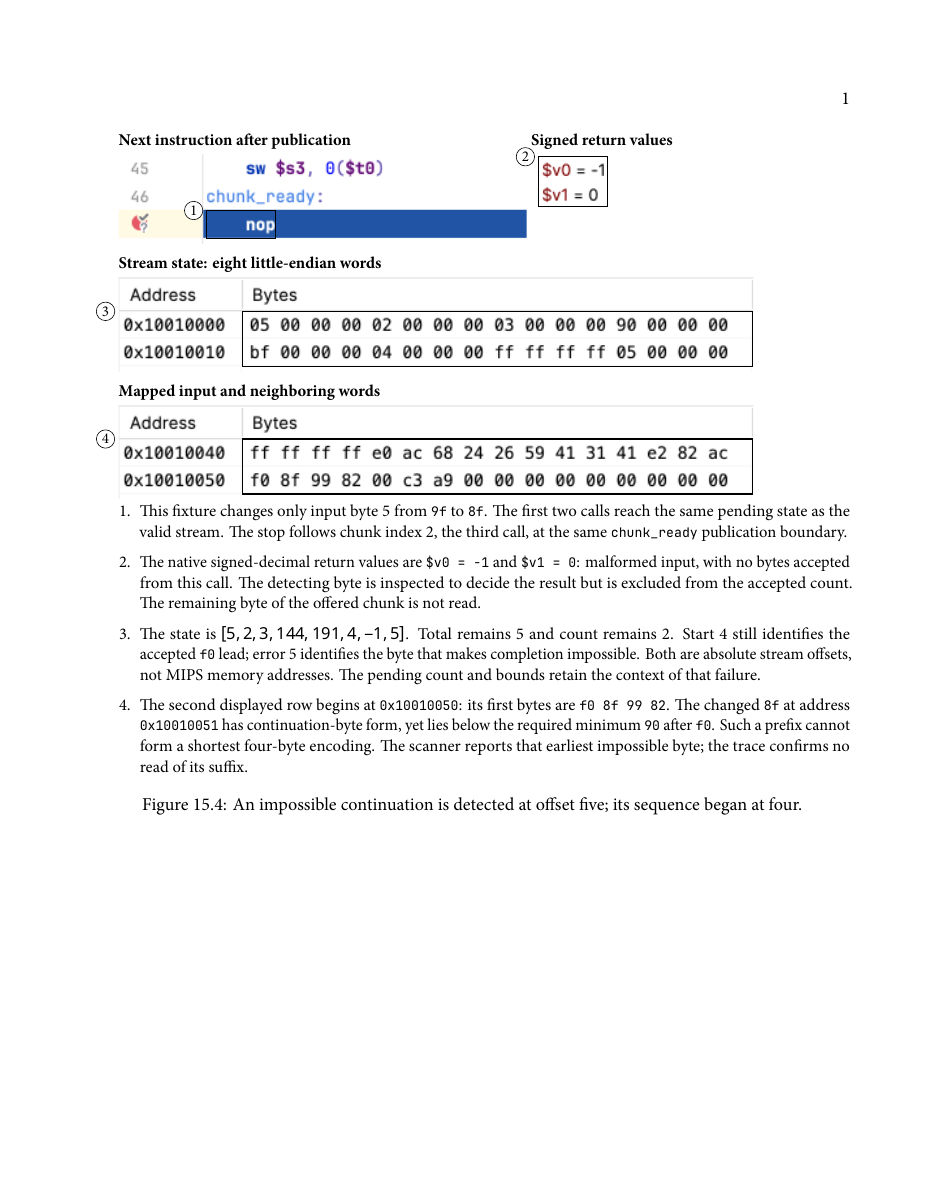 1
Next instruction after publication
Signed return values
45 sw $s3, 0($t0)
46 chunk_ready:
1 nop
2
$v0 = -1
$v1 = 0
Stream state: eight little-endian words
Address Bytes
3
0x10010000 05 00 00 00 02 00 00 00 03 00 00 00 90 00 00 00
0x10010010 bf 00 00 00 04 00 00 00 ff ff ff ff 05 00 00 00
Mapped input and neighboring words
Address Bytes
4
0x10010040 ff ff ff ff e0 ac 68 24 26 59 41 31 41 e2 82 ac
0x10010050 f0 8f 99 82 00 c3 a9 00 00 00 00 00 00 00 00 00
1. This fixture changes only input byte 5 from 9f to 8f. The first two calls reach the same pending state as the
valid stream. The stop follows chunk index 2, the third call, at the same chunk_ready publication boundary.
2. The native signed-decimal return values are $v0 = -1 and $v1 = 0: malformed input, with no bytes accepted
from this call. The detecting byte is inspected to decide the result but is excluded from the accepted count.
The remaining byte of the offered chunk is not read.
3. The state is [5, 2, 3, 144, 191, 4, –1, 5]. Total remains 5 and count remains 2. Start 4 still identifies the
accepted f0 lead; error 5 identifies the byte that makes completion impossible. Both are absolute stream offsets,
not MIPS memory addresses. The pending count and bounds retain the context of that failure.
4. The second displayed row begins at 0x10010050: its first bytes are f0 8f 99 82. The changed 8f at address
0x10010051 has continuation-byte form, yet lies below the required minimum 90 after f0. Such a prefix cannot
form a shortest four-byte encoding. The scanner reports that earliest impossible byte; the trace confirms no
read of its suffix.
Figure 15.4: An impossible continuation is detected at offset five; its sequence began at four.